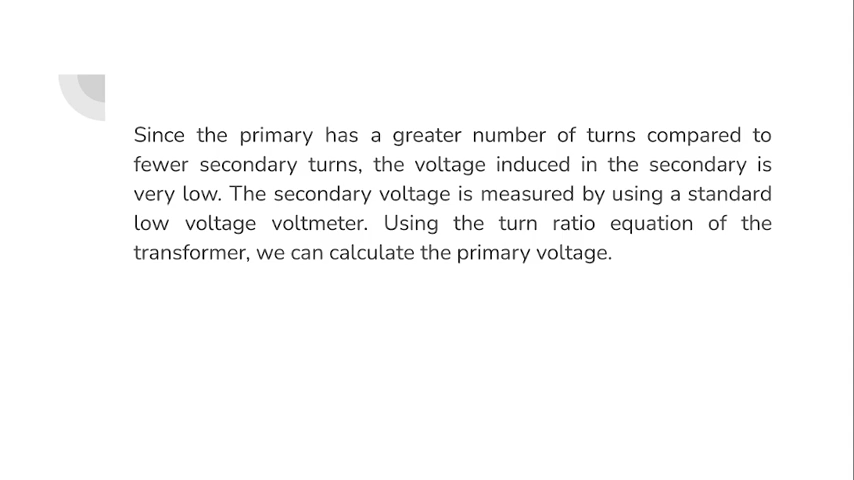 Since the primary has a greater number of turns compared to
fewer secondary turns, the voltage induced in the secondary is
very low. The secondary voltage is measured by using a standard
low voltage voltmeter. Using the turn ratio equation of the
transformer, we can calculate the primary voltage.